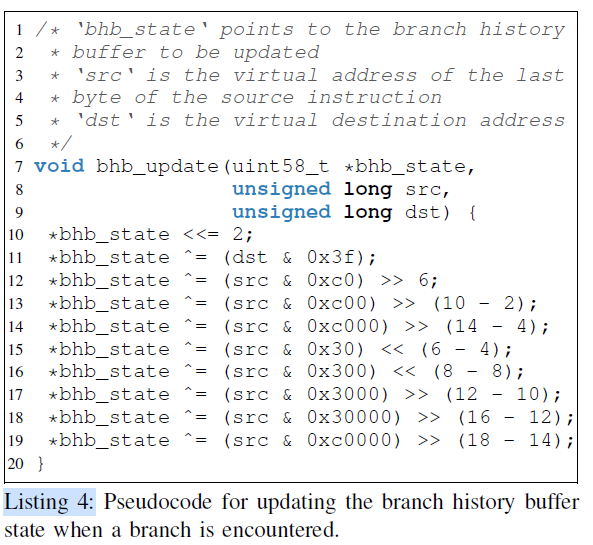 1 /* ‘bhb_state‘ points to the branch history
2 * buffer to be updated
3 * ‘src‘ is the virtual address of the last
4 * byte of the source instruction
5 * ‘dst‘ is the virtual destination address
6 */
7 void bhb_update(uint58_t *bhb_state,
8 unsigned long src,
9 unsigned long dst) {
10 *bhb_state <<= 2;
11 *bhb_state ^= (dst & 0x3f);
12 *bhb_state ^= (src & 0xc0) >> 6;
13 *bhb_state ^= (src & 0xc00) >> (10 - 2);
14 *bhb_state ^= (src & 0xc000) >> (14 - 4);
15 *bhb_state ^= (src & 0x30) << (6 - 4);
16 *bhb_state ^= (src & 0x300) << (8 - 8);
17 *bhb_state ^= (src & 0x3000) >> (12 - 10);
18 *bhb_state ^= (src & 0x30000) >> (16 - 12);
19 *bhb_state ^= (src & 0xc0000) >> (18 - 14);
20 }
Listing 4: Pseudocode for updating the branch history buffer
state when a branch is encountered.